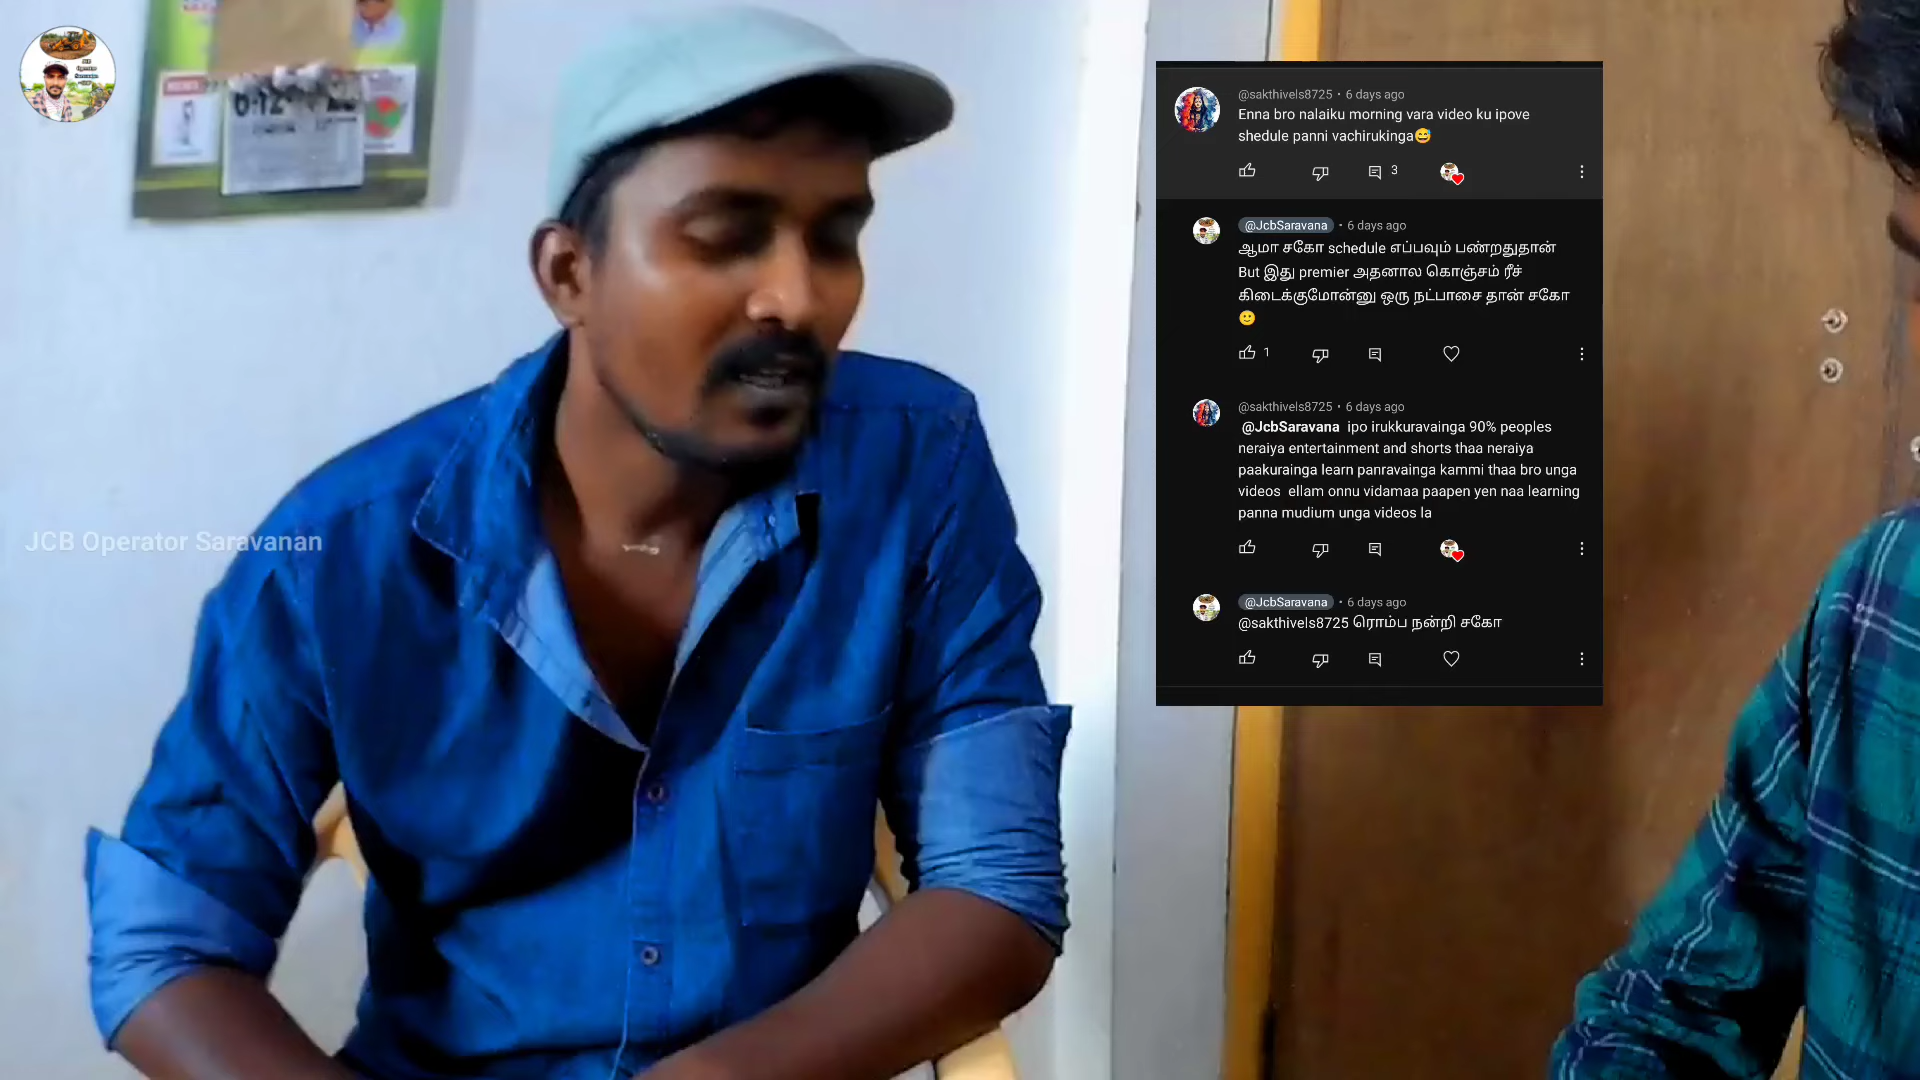 6-12
JCB Operator Saravanan
@sakthivels8725 • 6 days ago
Enna bro nalaiku morning vara video ku ipove
shedule panni vachirukinga😅
3
@JcbSaravana • 6 days ago
ஆமா சகோ schedule எப்பவும் பண்றதுதான்
But இது premier அதனால கொஞ்சம் ரீச்
கிடைக்குமோன்னு ஒரு நட்பாசை தான் சகோ
🙂
1
@sakthivels8725 • 6 days ago
@JcbSaravana ipo irukkuravainga 90% peoples
neraiya entertainment and shorts thaa neraiya
paakurainga learn panravainga kammi thaa bro unga
videos ellam onnu vidamaa paapen yen naa learning
panna mudium unga videos la
@JcbSaravana • 6 days ago
@sakthivels8725 ரொம்ப நன்றி சகோ